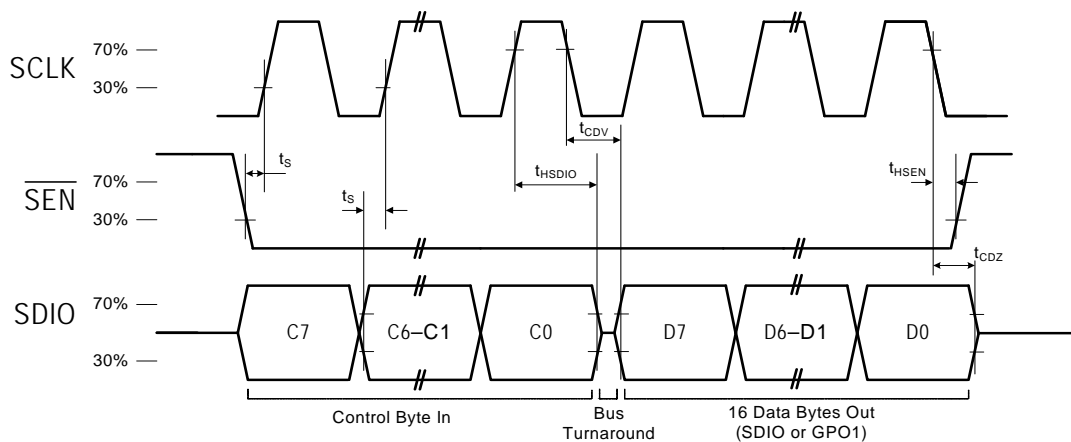 SCLK
70%
30%
tCDV
tS
tHSDIO
tS
tHSEN
tCDZ
SEN
70%
30%
SDIO
70%
30%
C7
C6–C1
C0
D7
D6–D1
D0
Control Byte In
Bus
Turnaround
16 Data Bytes Out
(SDIO or GPO1)